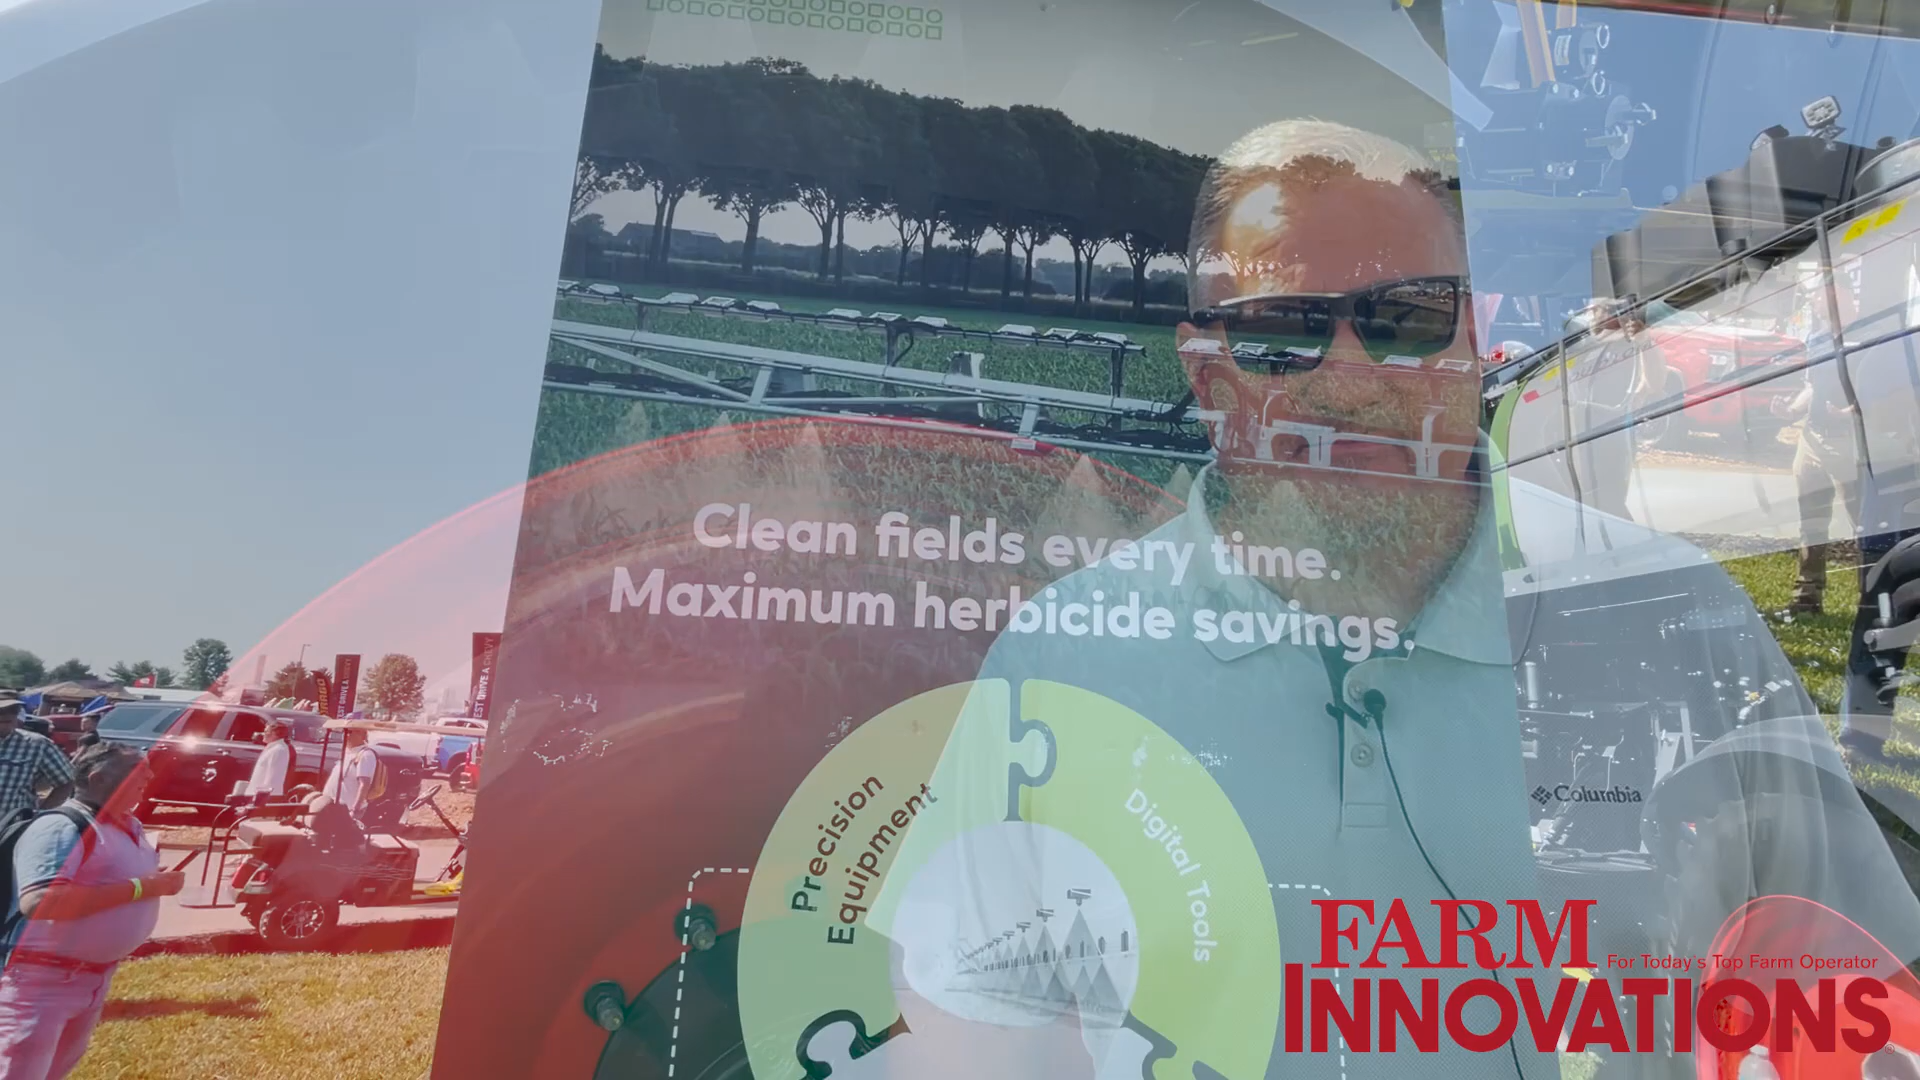 Clean fields every time.
Maximum herbicide savings.
Precision
Equipment
Digital Tools
Columbia
FARM
For Today's Top Farm Operator
INNOVATIONS®